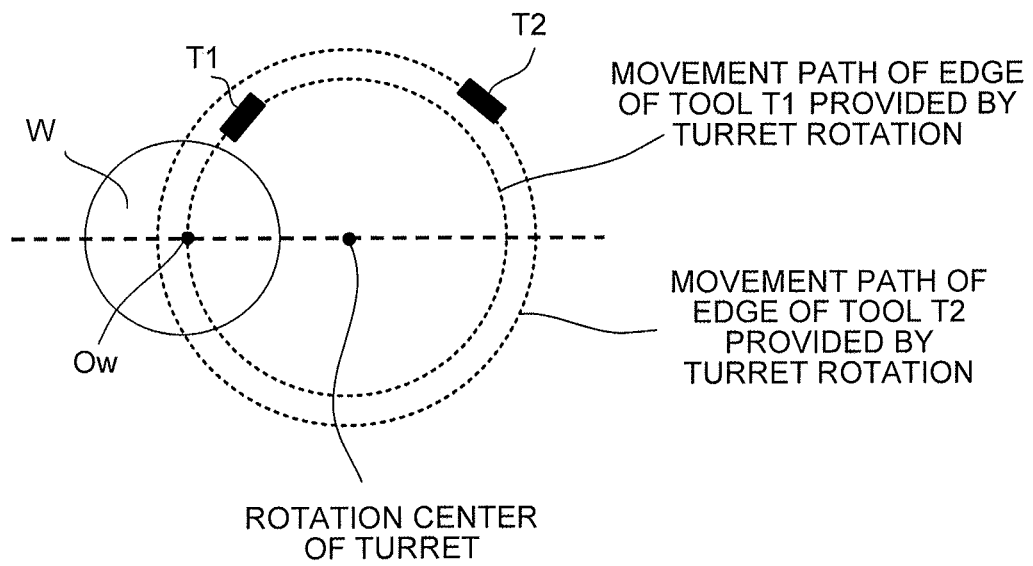 T1
T2
W
MOVEMENT PATH OF EDGE
OF TOOL T1 PROVIDED BY
TURRET ROTATION
Ow
MOVEMENT PATH OF
EDGE OF TOOL T2
PROVIDED BY
TURRET ROTATION
ROTATION CENTER
OF TURRET